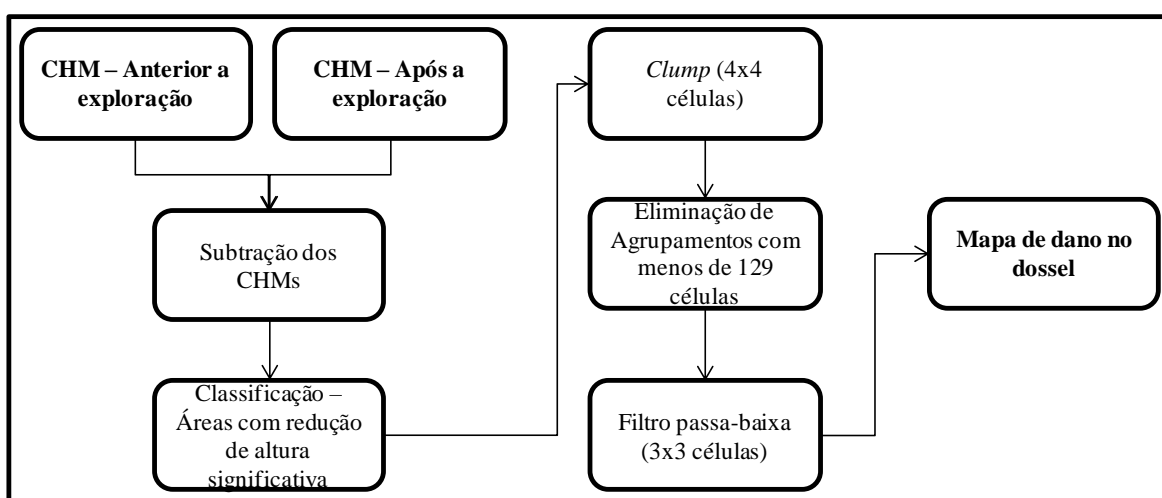 CHM – Anterior a
exploração
CHM – Após a
exploração
Subtração dos
CHMs
Classificação –
Áreas com redução
de altura
significativa
Clump (4x4
células)
Eliminação de
Agrupamentos com
menos de 129
células
Filtro passa-baixa
(3x3 células)
Mapa de dano no
dossel